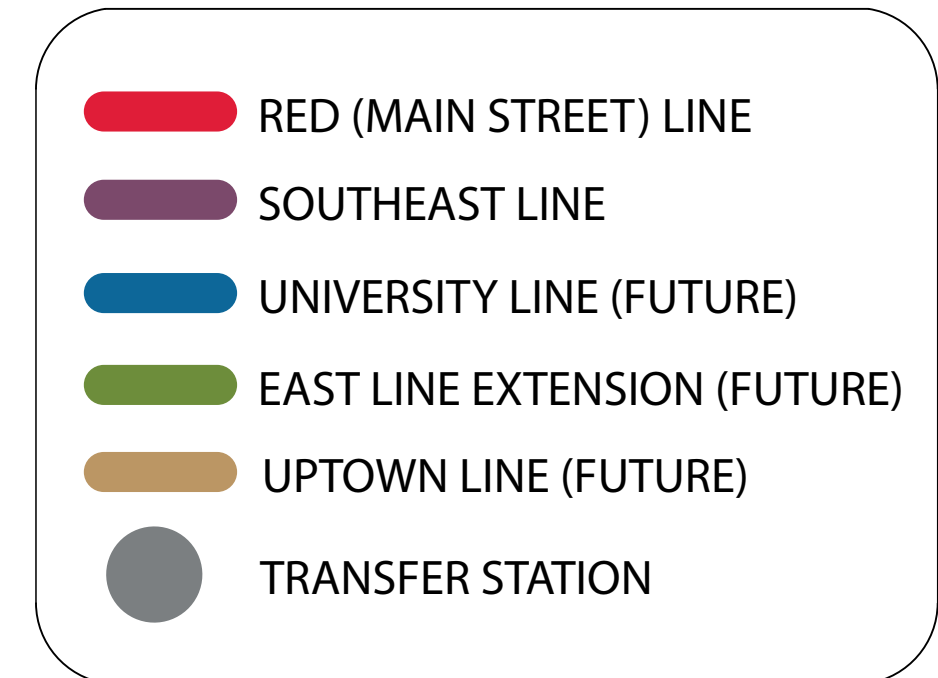 RED (MAIN STREET) LINE
SOUTHEAST LINE
UNIVERSITY LINE (FUTURE)
EAST LINE EXTENSION (FUTURE)
UPTOWN LINE (FUTURE)
TRANSFER STATION